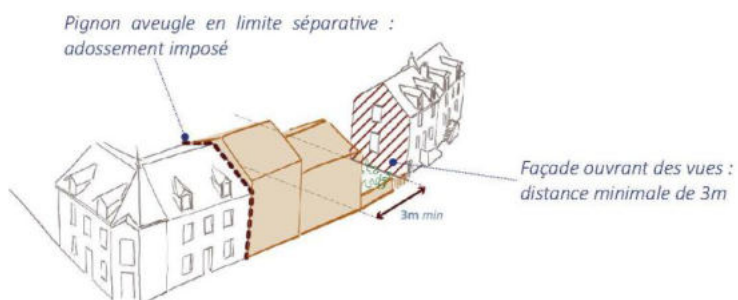 Pignon aveugle en limite séparative :
adossement imposé
Façade ouvrant des vues :
distance minimale de 3m
3m min